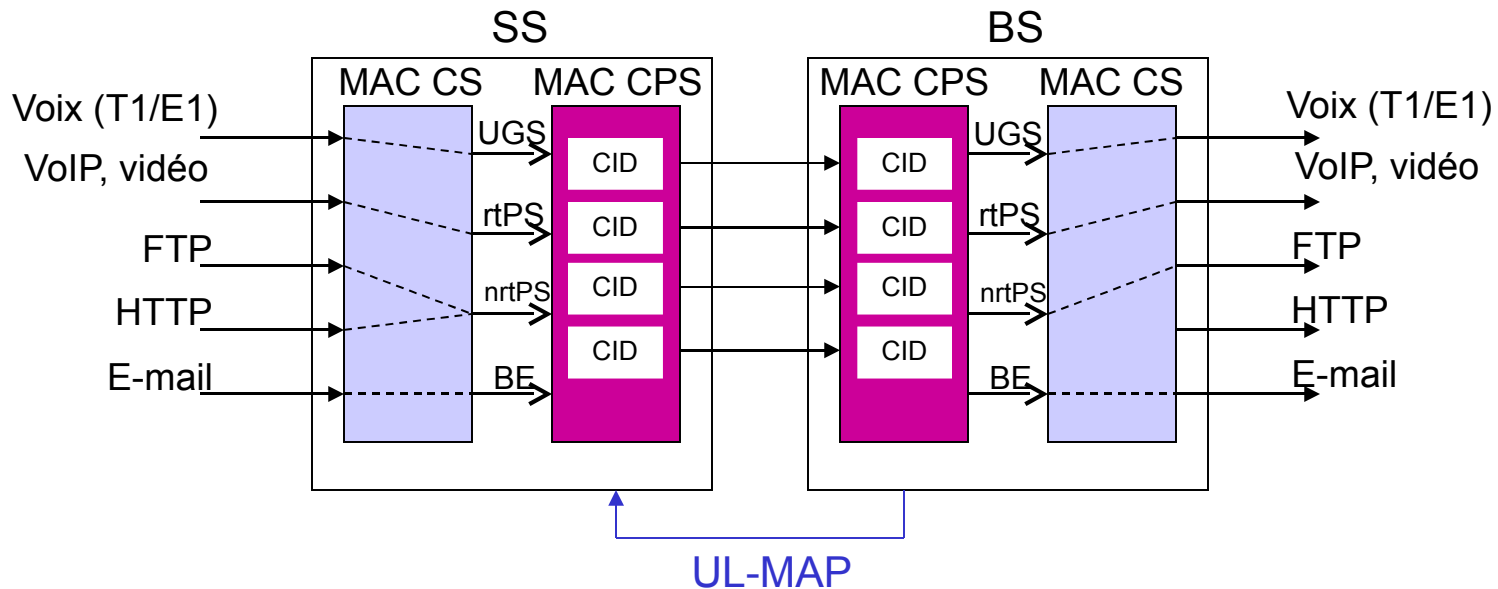 SS
BS
MAC CS
MAC CPS
MAC CPS
MAC CS
Voix (T1/E1)
UGS
CID
CID
UGS
Voix (T1/E1)
VoIP, vidéo
rtPS
CID
CID
rtPS
VoIP, vidéo
FTP
nrtPS
CID
CID
nrtPS
FTP
HTTP
CID
CID
HTTP
E-mail
BE
BE
E-mail
UL-MAP